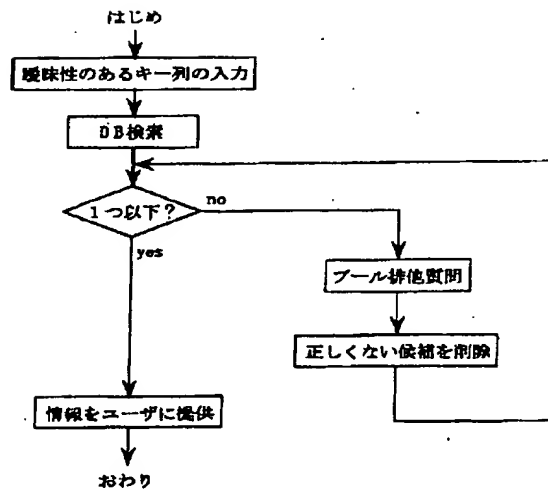 はじめ
曖昧性のあるキー列の入力
DB検索
1つ以下？
no
yes
ブール排他質問
正しくない候補を削除
情報をユーザに提供
おわり